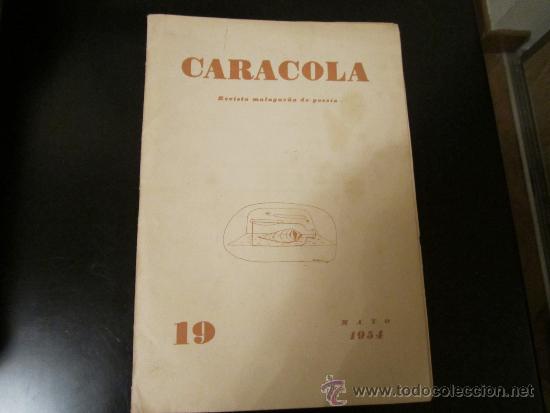 CARACOLA
Revista malagueña de poesía
19
MAYO
1954
www.todocoleccion.net